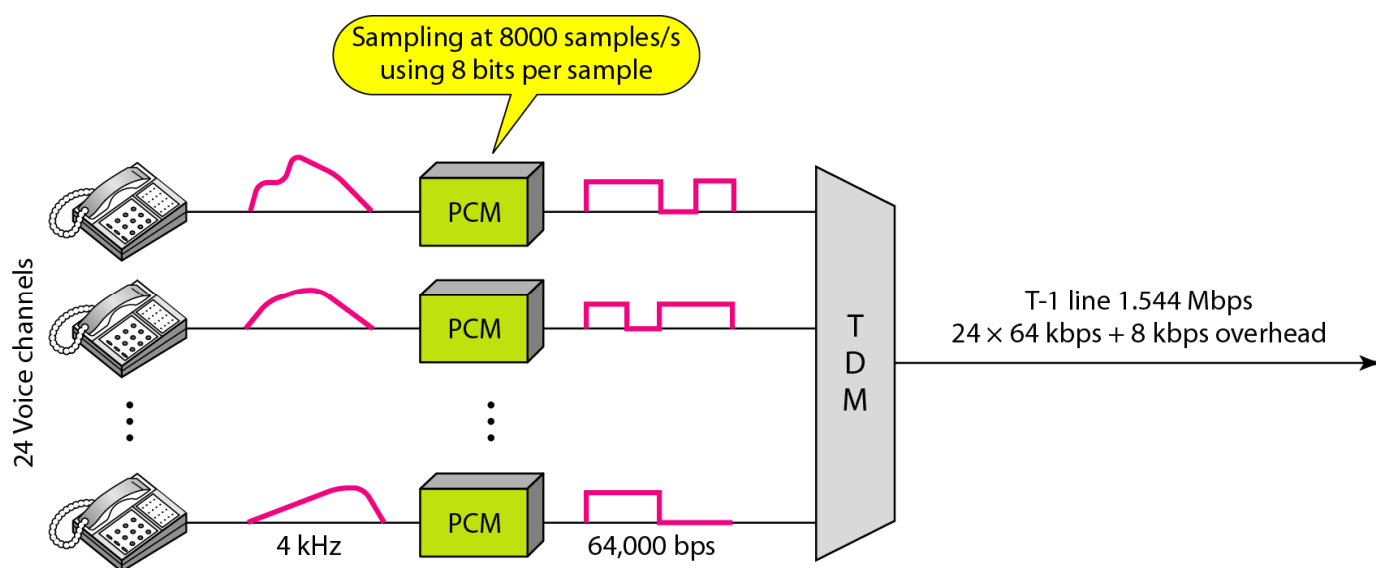 Sampling at 8000 samples/s
using 8 bits per sample
24 Voice channels
PCM
PCM
PCM
4 kHz
64,000 bps
T
D
M
T-1 line 1.544 Mbps
24 × 64 kbps + 8 kbps overhead